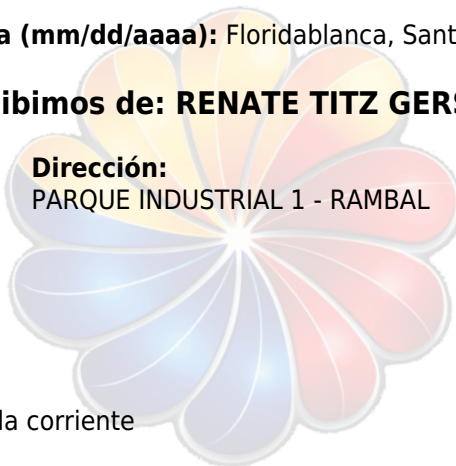 a (mm/dd/aaaa): Floridablanca, Sant
ibimos de: RENATE TITZ GERS
Dirección:
PARQUE INDUSTRIAL 1 - RAMBAL
la corriente